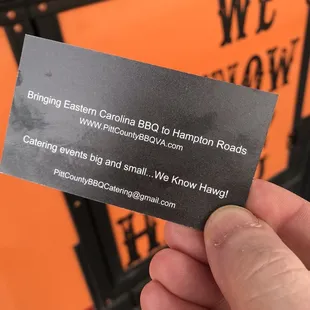 WE
KNOW
Bringing Eastern Carolina BBQ to Hampton Roads
www.PittCountyBBQVA.com
Catering events big and small...We Know Hawg!
PittCountyBBQCatering@gmail.com